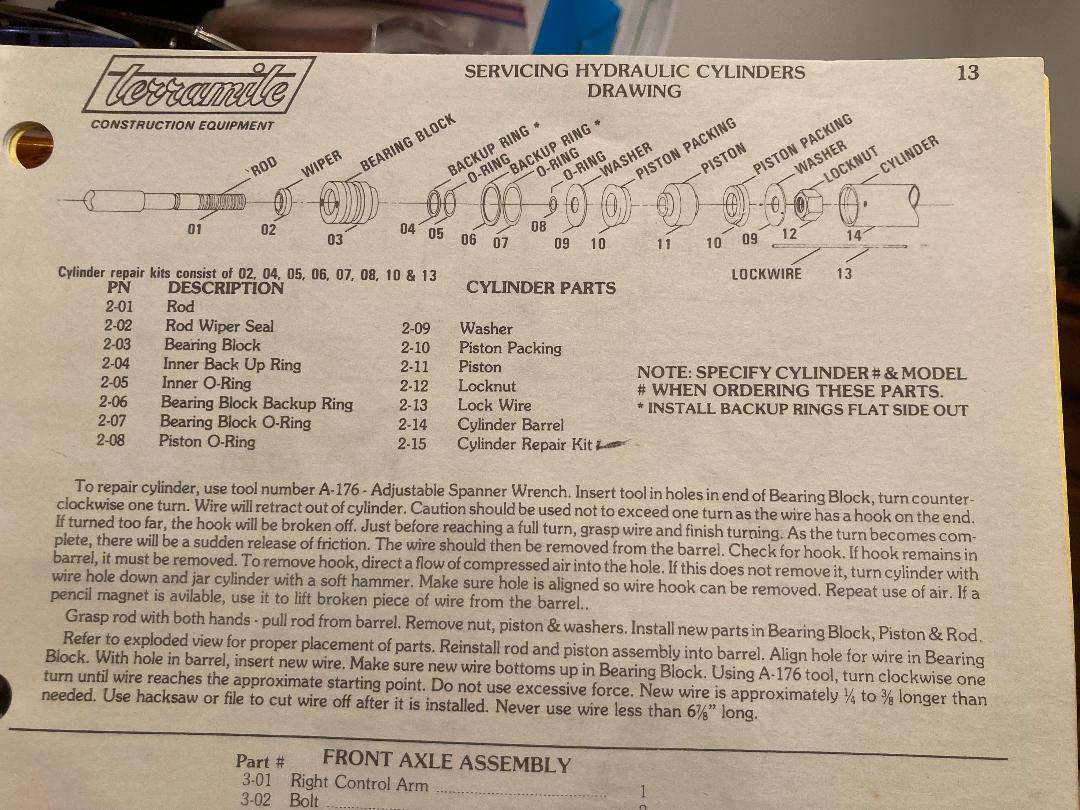 terramite
CONSTRUCTION EQUIPMENT
SERVICING HYDRAULIC CYLINDERS
DRAWING
13
ROD
WIPER
BEARING BLOCK
BACKUP RING *
O-RING
BACKUP RING *
O-RING
O-RING
WASHER
PISTON PACKING
PISTON
PISTON PACKING
WASHER
LOCKNUT
CYLINDER
01
02
03
04
05
06
07
08
09
10
11
10
09
12
14
LOCKWIRE
13
Cylinder repair kits consist of 02, 04, 05, 06, 07, 08, 10 & 13
PN DESCRIPTION CYLINDER PARTS
2-01 Rod
2-02 Rod Wiper Seal
2-03 Bearing Block
2-04 Inner Back Up Ring
2-05 Inner O-Ring
2-06 Bearing Block Backup Ring
2-07 Bearing Block O-Ring
2-08 Piston O-Ring
2-09 Washer
2-10 Piston Packing
2-11 Piston
2-12 Locknut
2-13 Lock Wire
2-14 Cylinder Barrel
2-15 Cylinder Repair Kit
NOTE: SPECIFY CYLINDER # & MODEL
# WHEN ORDERING THESE PARTS.
* INSTALL BACKUP RINGS FLAT SIDE OUT
To repair cylinder, use tool number A-176 - Adjustable Spanner Wrench. Insert tool in holes in end of Bearing Block, turn counter-
clockwise one turn. Wire will retract out of cylinder. Caution should be used not to exceed one turn as the wire has a hook on the end.
If turned too far, the hook will be broken off. Just before reaching a full turn, grasp wire and finish turning. As the turn becomes com-
plete, there will be a sudden release of friction. The wire should then be removed from the barrel. Check for hook. If hook remains in
barrel, it must be removed. To remove hook, direct a flow of compressed air into the hole. If this does not remove it, turn cylinder with
wire hole down and jar cylinder with a soft hammer. Make sure hole is aligned so wire hook can be removed. Repeat use of air. If a
pencil magnet is avilable, use it to lift broken piece of wire from the barrel..
Grasp rod with both hands - pull rod from barrel. Remove nut, piston & washers. Install new parts in Bearing Block, Piston & Rod.
Refer to exploded view for proper placement of parts. Reinstall rod and piston assembly into barrel. Align hole for wire in Bearing
Block. With hole in barrel, insert new wire. Make sure new wire bottoms up in Bearing Block. Using A-176 tool, turn clockwise one
turn until wire reaches the approximate starting point. Do not use excessive force. New wire is approximately ¼ to ⅜ longer than
needed. Use hacksaw or file to cut wire off after it is installed. Never use wire less than 6⅞" long.
Part # FRONT AXLE ASSEMBLY
3-01 Right Control Arm ........................ 1
3-02 Bolt ........................